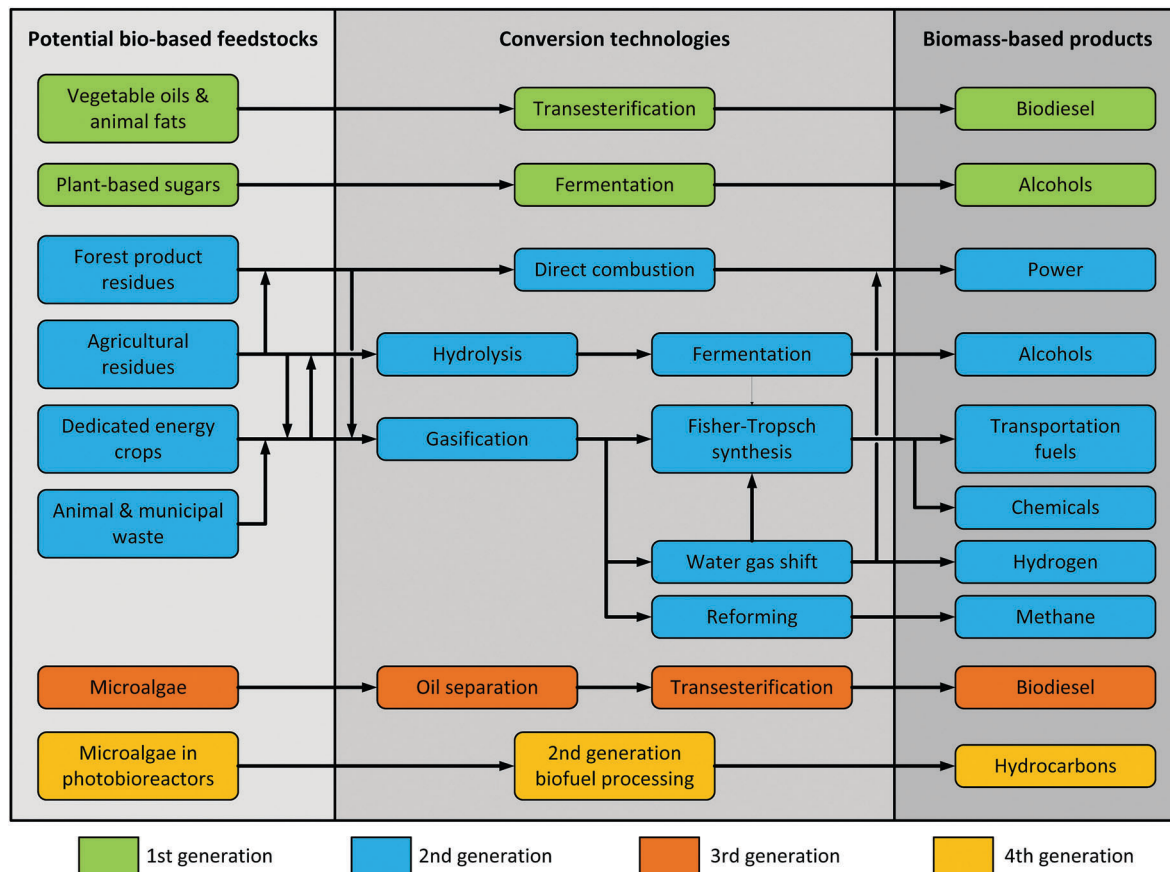 Potential bio-based feedstocks
Conversion technologies
Biomass-based products
Vegetable oils &
animal fats
Transesterification
Biodiesel
Plant-based sugars
Fermentation
Alcohols
Forest product
residues
Direct combustion
Power
Agricultural
residues
Hydrolysis
Fermentation
Alcohols
Dedicated energy
crops
Gasification
Fisher-Tropsch
synthesis
Transportation
fuels
Animal & municipal
waste
Chemicals
Water gas shift
Hydrogen
Reforming
Methane
Microalgae
Oil separation
Transesterification
Biodiesel
Microalgae in
photobioreactors
2nd generation
biofuel processing
Hydrocarbons
1st generation
2nd generation
3rd generation
4th generation